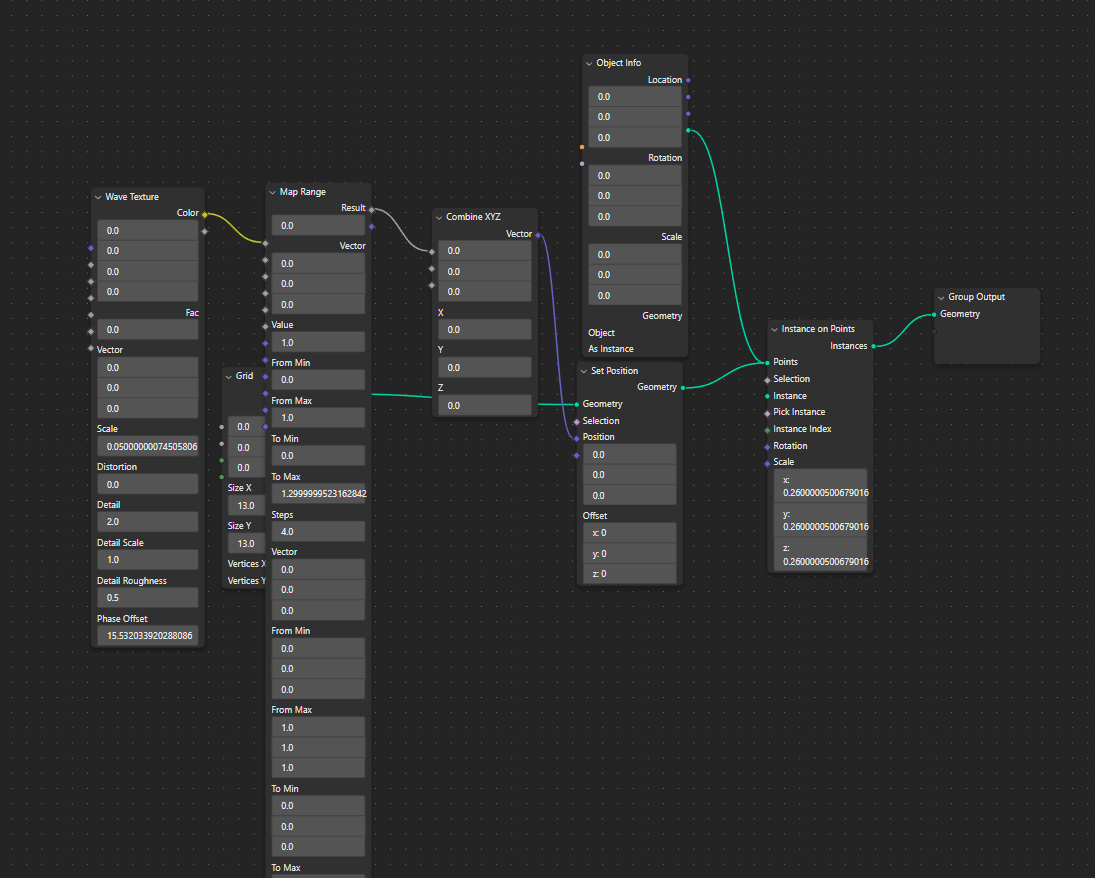 Wave Texture
Color
0.0
0.0
0.0
0.0
Fac
0.0
Vector
0.0
0.0
0.0
Scale
0.05000000074505806
Distortion
0.0
Detail
2.0
Detail Scale
1.0
Detail Roughness
0.5
Phase Offset
15.532033920288086
Grid
0.0
0.0
0.0
Size X
13.0
Size Y
13.0
Vertices X
Vertices Y
Map Range
Result
0.0
Vector
0.0
0.0
0.0
Value
1.0
From Min
0.0
From Max
1.0
To Min
0.0
To Max
1.2999999523162842
Steps
4.0
Vector
0.0
0.0
0.0
From Min
0.0
0.0
0.0
From Max
1.0
1.0
1.0
To Min
0.0
0.0
0.0
To Max
Combine XYZ
Vector
0.0
0.0
0.0
X
0.0
Y
0.0
Z
0.0
Object Info
Location
0.0
0.0
0.0
Rotation
0.0
0.0
0.0
Scale
0.0
0.0
0.0
Geometry
Object
As Instance
Set Position
Geometry
Geometry
Selection
Position
0.0
0.0
0.0
Offset
x: 0
y: 0
z: 0
Instance on Points
Instances
Points
Selection
Instance
Pick Instance
Instance Index
Rotation
Scale
x:
0.2600000500679016
y:
0.2600000500679016
z:
0.2600000500679016
Group Output
Geometry